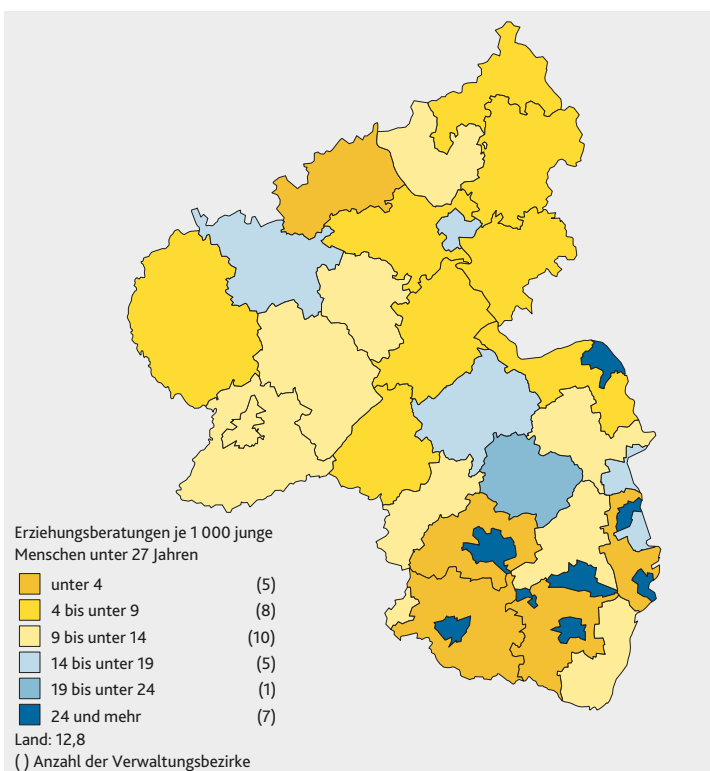 Erziehungsberatungen je 1 000 junge
Menschen unter 27 Jahren
unter 4 (5)
4 bis unter 9 (8)
9 bis unter 14 (10)
14 bis unter 19 (5)
19 bis unter 24 (1)
24 und mehr (7)
Land: 12,8
( ) Anzahl der Verwaltungsbezirke